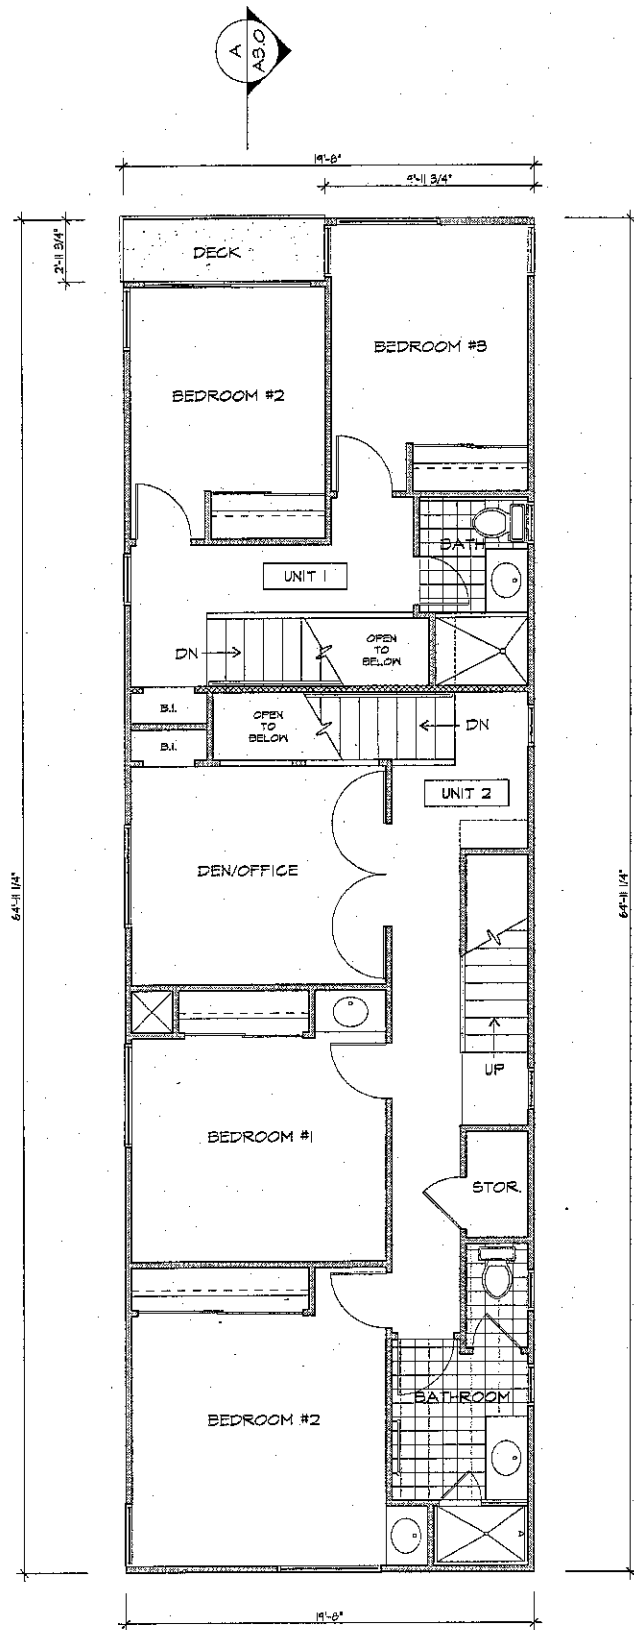 A
A3.0
19'-8"
9'-11 3/4"
2'-11 3/4"
DECK
BEDROOM #3
BEDROOM #2
BATH
UNIT 1
DN
OPEN
TO
BELOW
B.I.
OPEN
TO
BELOW
DN
B.I.
UNIT 2
DEN/OFFICE
64'-11 1/4"
64'-11 1/4"
UP
BEDROOM #1
STOR.
BATHROOM
BEDROOM #2
19'-8"